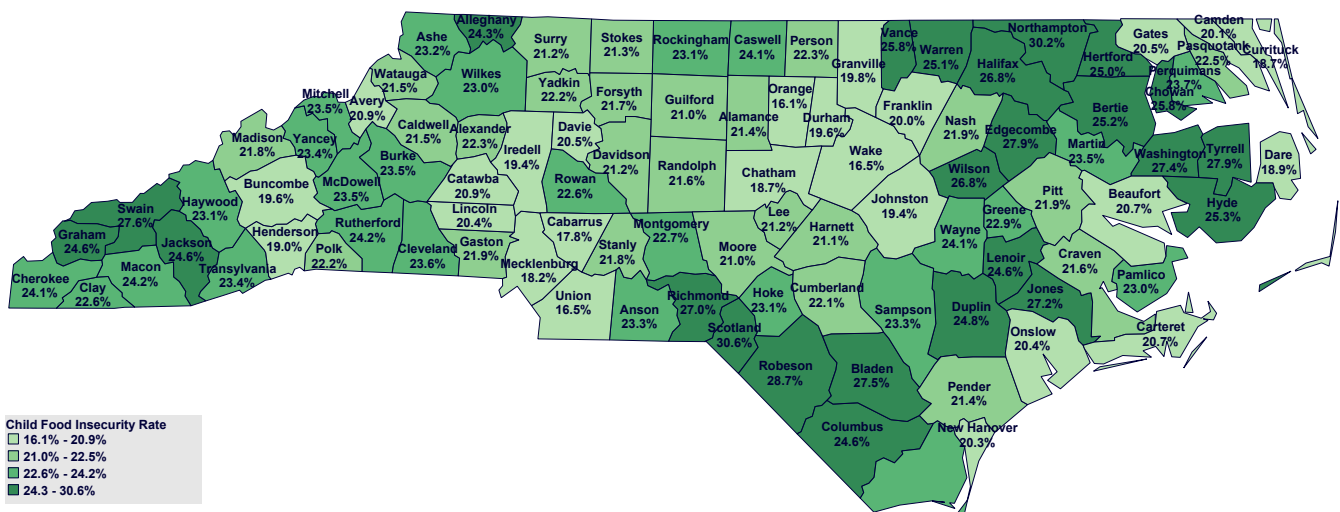 Alleghany
24.3%
Ashe
23.2%
Surry
21.2%
Stokes
21.3%
Rockingham
23.1%
Caswell
24.1%
Person
22.3%
Granville
19.8%
Vance
25.8%
Warren
25.1%
Northampton
30.2%
Halifax
26.8%
Hertford
25.0%
Gates
20.5%
Camden
20.1%
Pasquotank
22.5%
Currituck
18.7%
Perquimans
23.7%
Chowan
25.8%
Bertie
25.2%
Watauga
21.5%
Wilkes
23.0%
Yadkin
22.2%
Forsyth
21.7%
Guilford
21.0%
Alamance
21.4%
Orange
16.1%
Durham
19.6%
Franklin
20.0%
Nash
21.9%
Edgecombe
27.9%
Martin
23.5%
Washington
27.4%
Tyrrell
27.9%
Dare
18.9%
Mitchell
23.5%
Avery
20.9%
Caldwell
21.5%
Alexander
22.3%
Iredell
19.4%
Davie
20.5%
Davidson
21.2%
Randolph
21.6%
Chatham
18.7%
Wake
16.5%
Wilson
26.8%
Pitt
21.9%
Beaufort
20.7%
Hyde
25.3%
Madison
21.8%
Yancey
23.4%
Burke
23.5%
McDowell
23.5%
Catawba
20.9%
Rowan
22.6%
Johnston
19.4%
Greene
22.9%
Wayne
24.1%
Lenoir
24.6%
Craven
21.6%
Pamlico
23.0%
Jones
27.2%
Swain
27.6%
Haywood
23.1%
Buncombe
19.6%
Rutherford
24.2%
Lincoln
20.4%
Cabarrus
17.8%
Stanly
21.8%
Montgomery
22.7%
Moore
21.0%
Lee
21.2%
Harnett
21.1%
Graham
24.6%
Jackson
24.6%
Henderson
19.0%
Polk
22.2%
Cleveland
23.6%
Gaston
21.9%
Mecklenburg
18.2%
Cherokee
24.1%
Clay
22.6%
Macon
24.2%
Transylvania
23.4%
Union
16.5%
Anson
23.3%
Richmond
27.0%
Scotland
30.6%
Hoke
23.1%
Cumberland
22.1%
Sampson
23.3%
Duplin
24.8%
Onslow
20.4%
Carteret
20.7%
Robeson
28.7%
Bladen
27.5%
Pender
21.4%
Columbus
24.6%
New Hanover
20.3%
Child Food Insecurity Rate
16.1% - 20.9%
21.0% - 22.5%
22.6% - 24.2%
24.3 - 30.6%